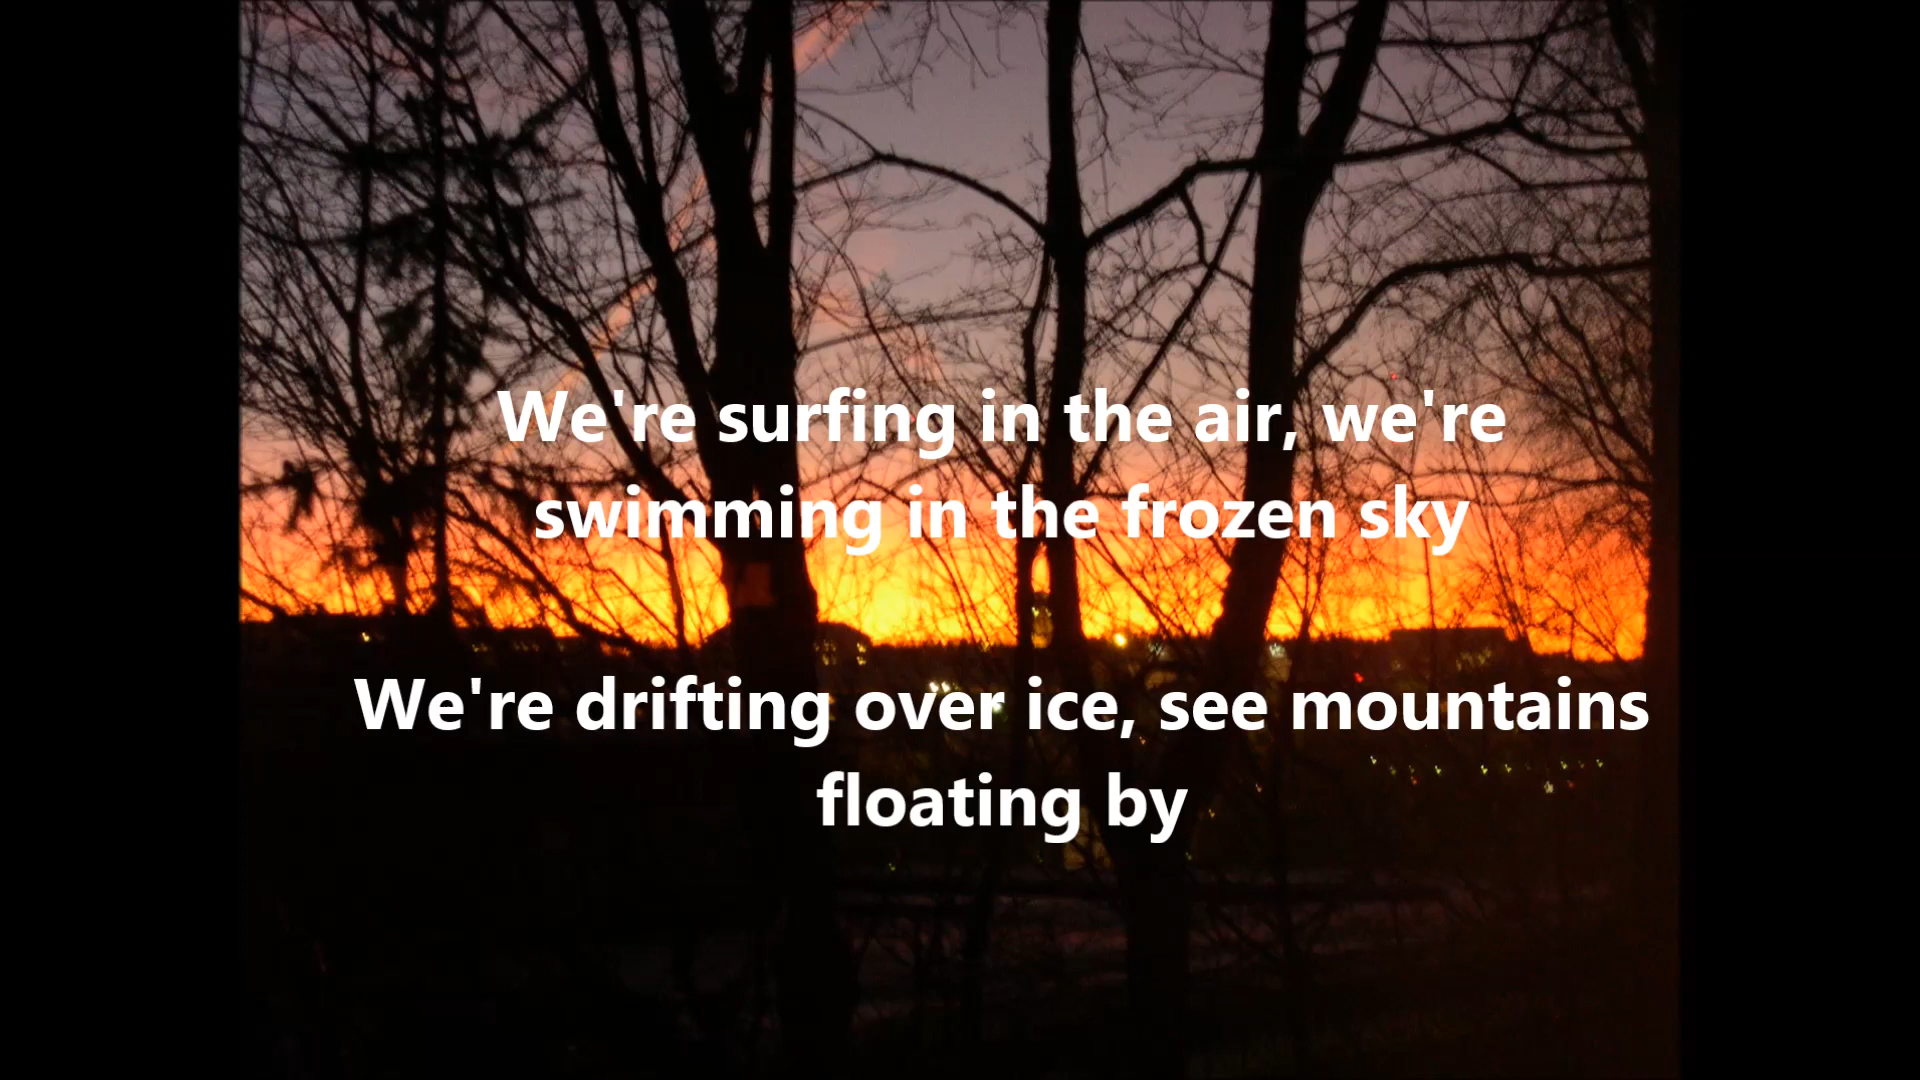 We're surfing in the air, we're
swimming in the frozen sky
We're drifting over ice, see mountains
floating by